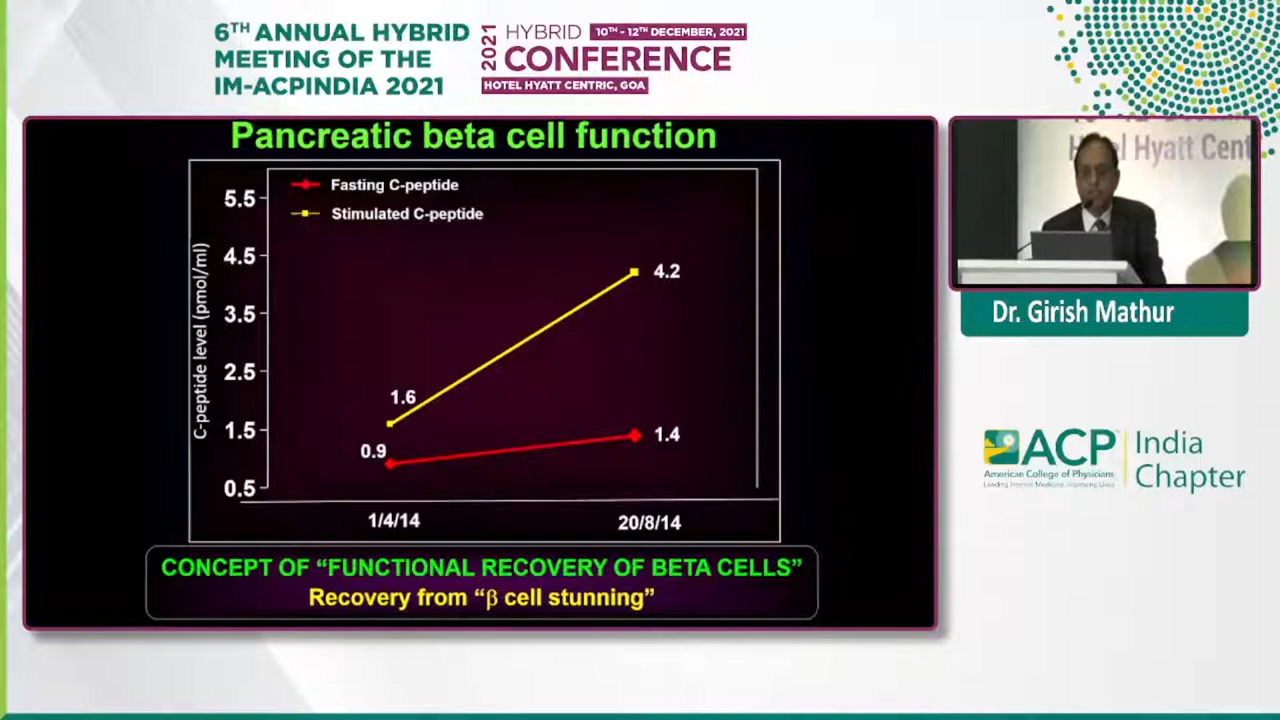 6TH ANNUAL HYBRID
MEETING OF THE
IM-ACPINDIA 2021
2021
HYBRID
10TH - 12TH DECEMBER, 2021
CONFERENCE
HOTEL HYATT CENTRIC, GOA
Pancreatic beta cell function
Fasting C-peptide
Stimulated C-peptide
C-peptide level (pmol/ml)
5.5
4.5
3.5
2.5
1.5
0.5
4.2
1.6
0.9
1.4
1/4/14
20/8/14
CONCEPT OF “FUNCTIONAL RECOVERY OF BETA CELLS”
Recovery from “β cell stunning”
Hyatt Cent
Dr. Girish Mathur
ACP
American College of Physicians
Leading Internal Medicine, Improving Lives
India
Chapter